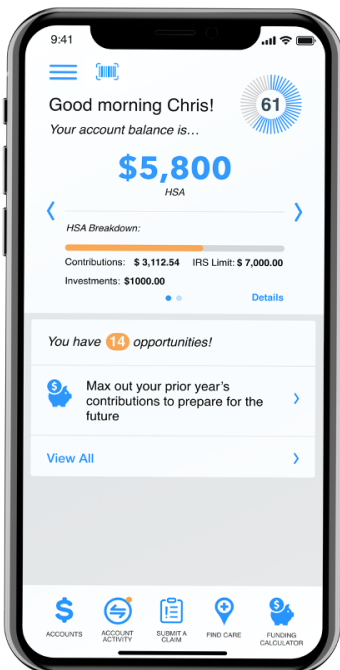 9:41
Good morning Chris!
61
Your account balance is...
$5,800
HSA
HSA Breakdown:
Contributions: $ 3,112.54 IRS Limit: $ 7,000.00
Investments: $1000.00
Details
You have 14 opportunities!
Max out your prior year's
contributions to prepare for the
future
View All
ACCOUNTS
ACCOUNT
ACTIVITY
SUBMIT A
CLAIM
FIND CARE
FUNDING
CALCULATOR